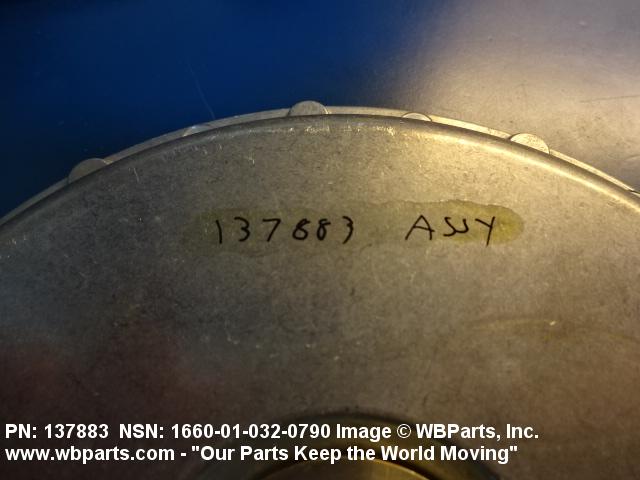 137883 ASSY
PN: 137883 NSN: 1660-01-032-0790 Image © WBParts, Inc.
www.wbparts.com - "Our Parts Keep the World Moving"